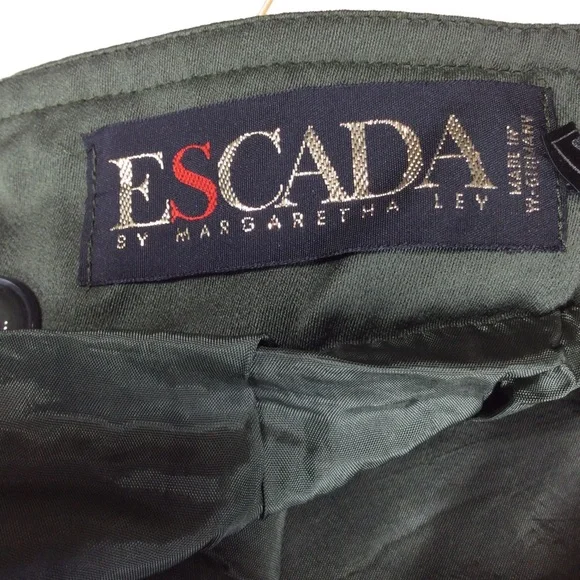 ESCADA
BY MARGARETHA LEY
MADE IN
W.-GERMANY